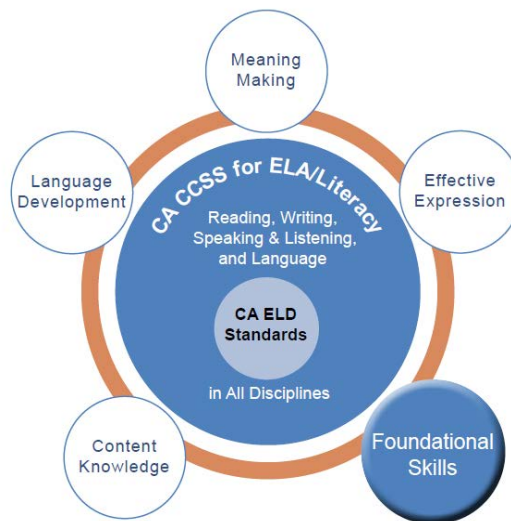 Meaning
Making
Language
Development
Effective
Expression
CA CCSS for ELA/Literacy
Reading, Writing,
Speaking & Listening,
and Language
CA ELD
Standards
in All Disciplines
Content
Knowledge
Foundational
Skills